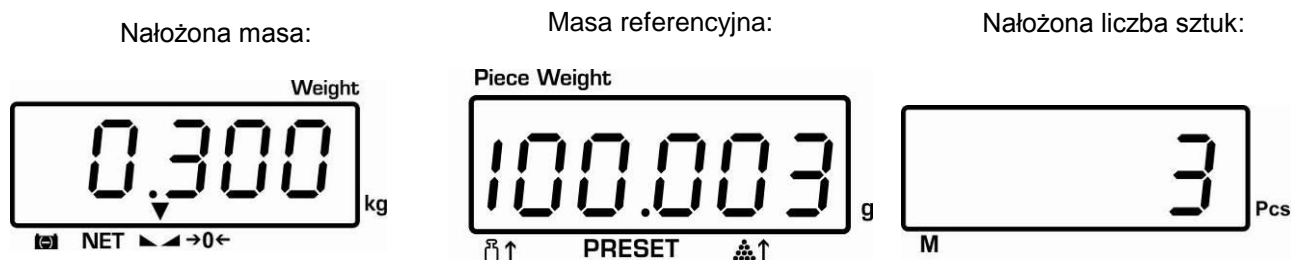 Nałożona masa:
Masa referencyjna:
Nałożona liczba sztuk:
Weight
0.300
kg
NET →0←
Piece Weight
100.003
g
PRESET
3
Pcs
M